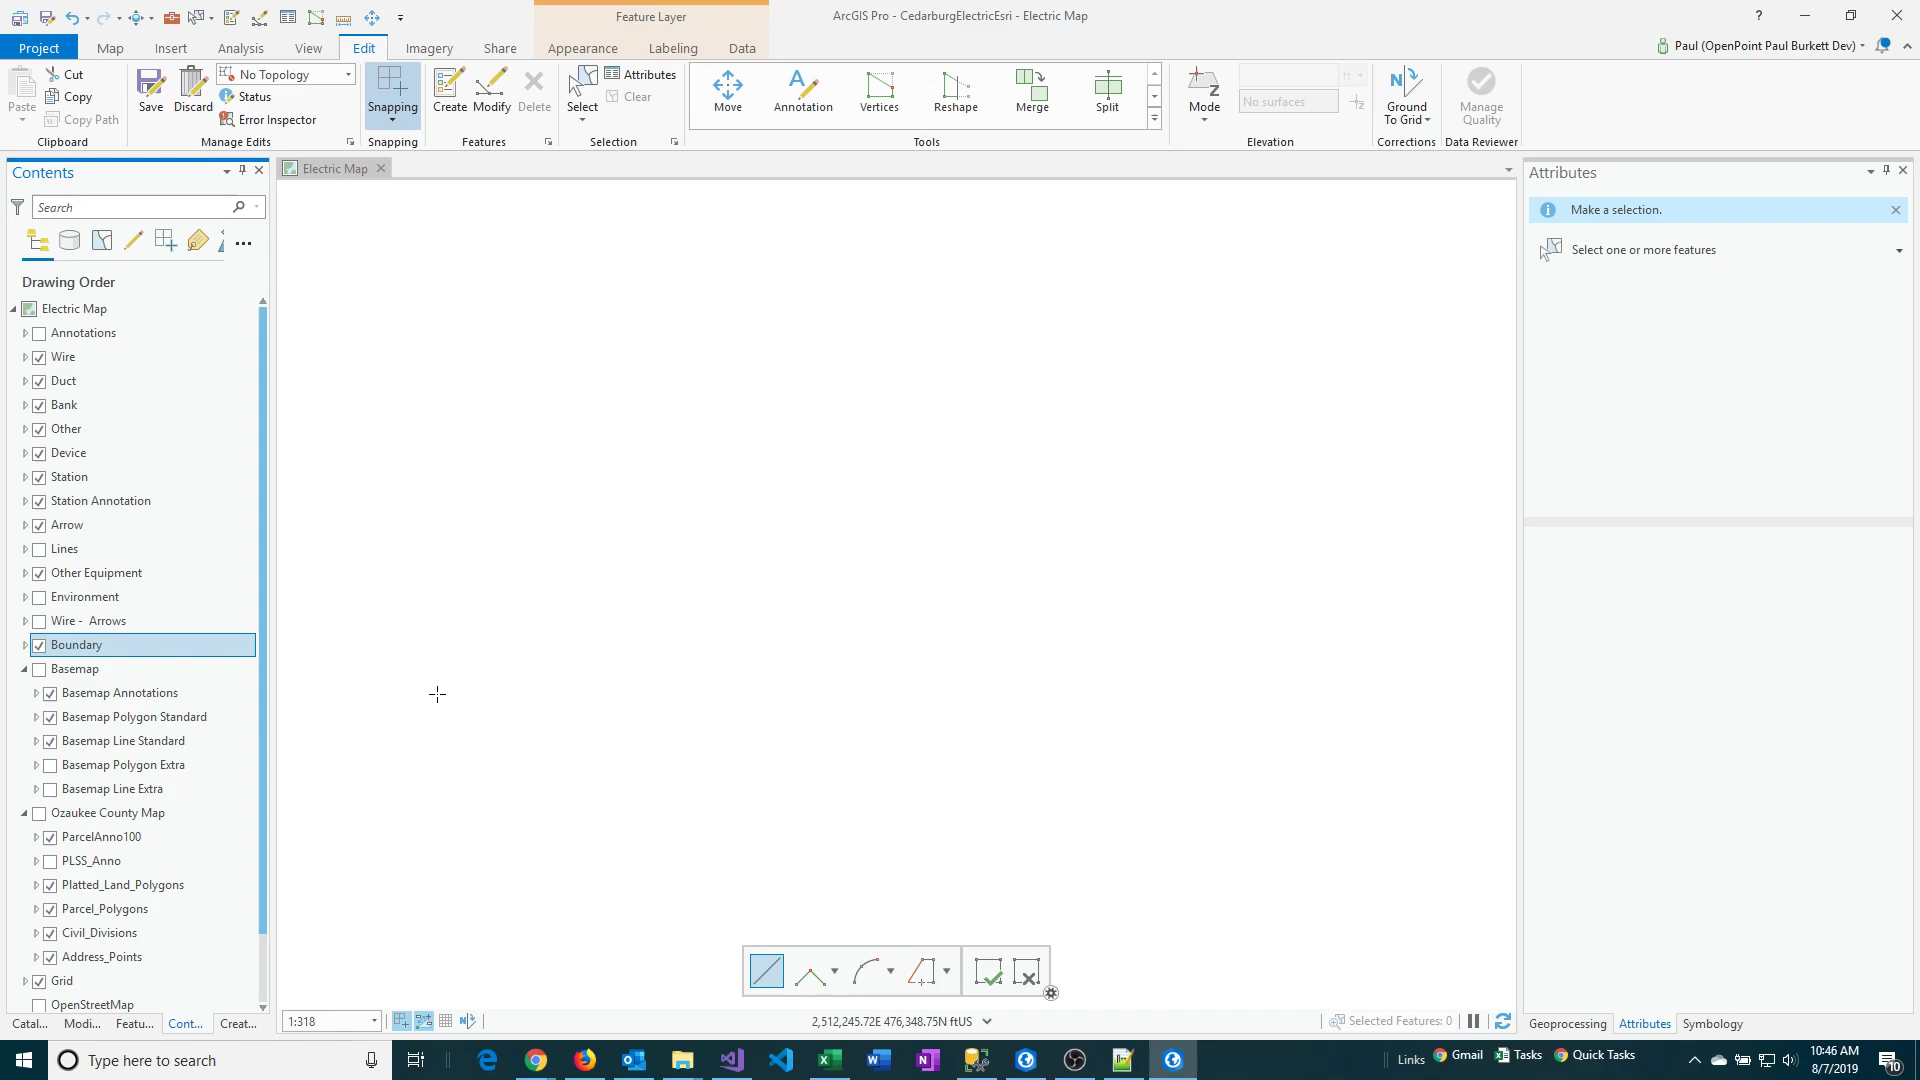 Feature Layer
ArcGIS Pro - CedarburgElectricEsri - Electric Map
?
Project
Map
Insert
Analysis
View
Edit
Imagery
Share
Appearance
Labeling
Data
Paul (OpenPoint Paul Burkett Dev)
Paste
Cut
Copy
Copy Path
Clipboard
Save
Discard
No Topology
Status
Error Inspector
Manage Edits
Snapping
Snapping
Create
Modify
Delete
Features
Select
Attributes
Clear
Selection
Move
Annotation
Vertices
Reshape
Merge
Split
Tools
Mode
ft
No surfaces
Elevation
Ground
To Grid
Corrections
Manage
Quality
Data Reviewer
Contents
Search
Drawing Order
Electric Map
Annotations
Wire
Duct
Bank
Other
Device
Station
Station Annotation
Arrow
Lines
Other Equipment
Environment
Wire - Arrows
Boundary
Basemap
Basemap Annotations
Basemap Polygon Standard
Basemap Line Standard
Basemap Polygon Extra
Basemap Line Extra
Ozaukee County Map
ParcelAnno100
PLSS_Anno
Platted_Land_Polygons
Parcel_Polygons
Civil_Divisions
Address_Points
Grid
OpenStreetMap
Catal...
Modi...
Featu...
Cont...
Creat...
Electric Map
1:318
2,512,245.72E 476,348.75N ftUS
Selected Features: 0
Attributes
Make a selection.
Select one or more features
Geoprocessing
Attributes
Symbology
Type here to search
Links
Gmail
Tasks
Quick Tasks
10:46 AM
8/7/2019
10